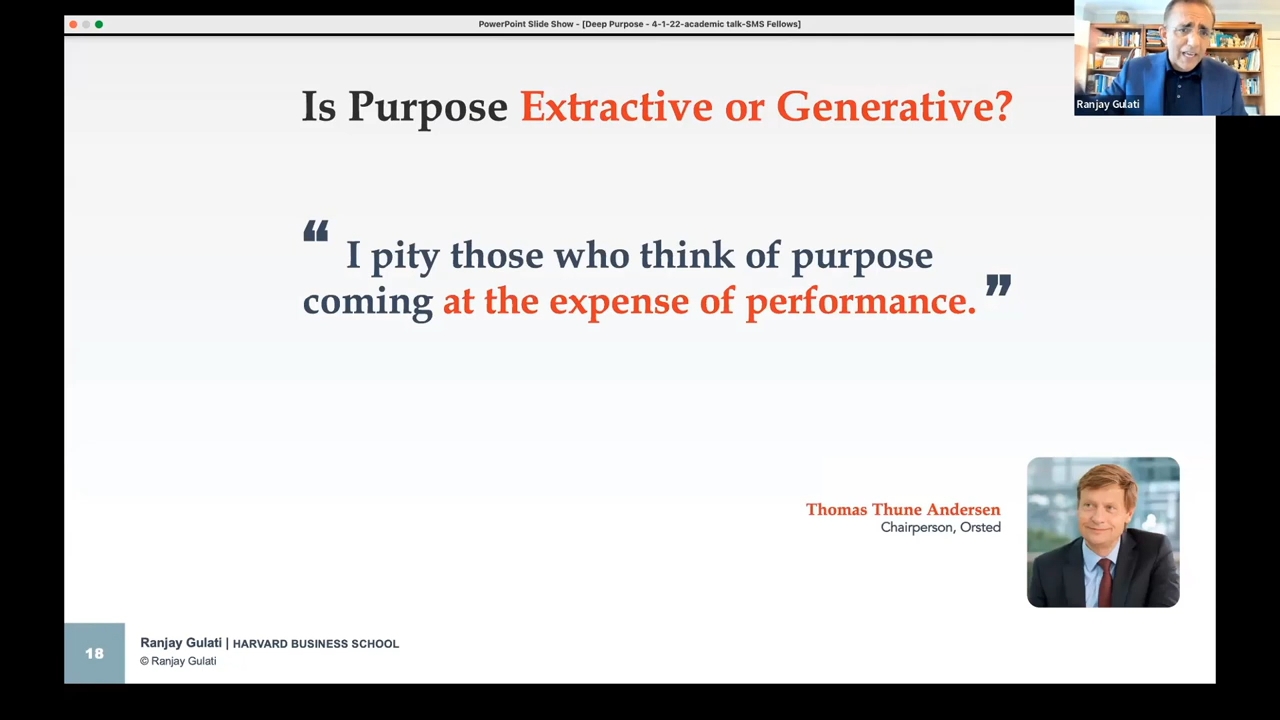 PowerPoint Slide Show - [Deep Purpose - 4-1-22-academic talk-SMS Fellows]
Ranjay Gulati
Is Purpose Extractive or Generative?
“ I pity those who think of purpose
coming at the expense of performance. ”
Thomas Thune Andersen
Chairperson, Orsted
18
Ranjay Gulati | HARVARD BUSINESS SCHOOL
© Ranjay Gulati